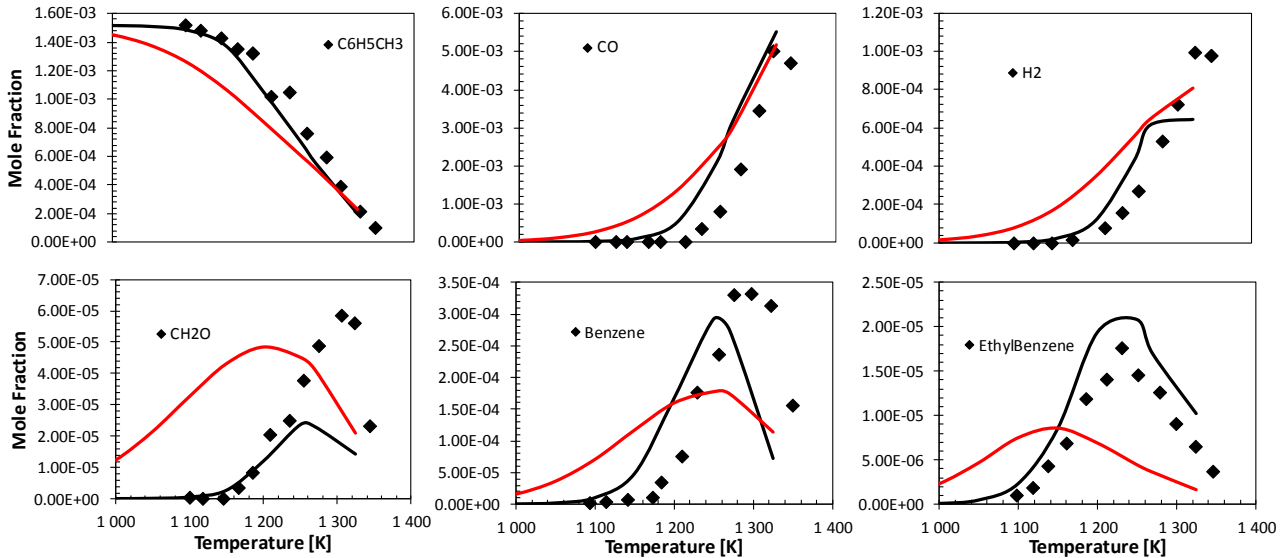 Mole Fraction
1.60E-03
1.40E-03
1.20E-03
1.00E-03
8.00E-04
6.00E-04
4.00E-04
2.00E-04
0.00E+00
C6H5CH3
6.00E-03
5.00E-03
4.00E-03
3.00E-03
2.00E-03
1.00E-03
0.00E+00
CO
1.20E-03
1.00E-03
8.00E-04
6.00E-04
4.00E-04
2.00E-04
0.00E+00
H2
Mole Fraction
7.00E-05
6.00E-05
5.00E-05
4.00E-05
3.00E-05
2.00E-05
1.00E-05
0.00E+00
CH2O
1 000 1 100 1 200 1 300 1 400
Temperature [K]
3.50E-04
3.00E-04
2.50E-04
2.00E-04
1.50E-04
1.00E-04
5.00E-05
0.00E+00
Benzene
1 000 1 100 1 200 1 300 1 400
Temperature [K]
2.50E-05
2.00E-05
1.50E-05
1.00E-05
5.00E-06
0.00E+00
EthylBenzene
1 000 1 100 1 200 1 300 1 400
Temperature [K]